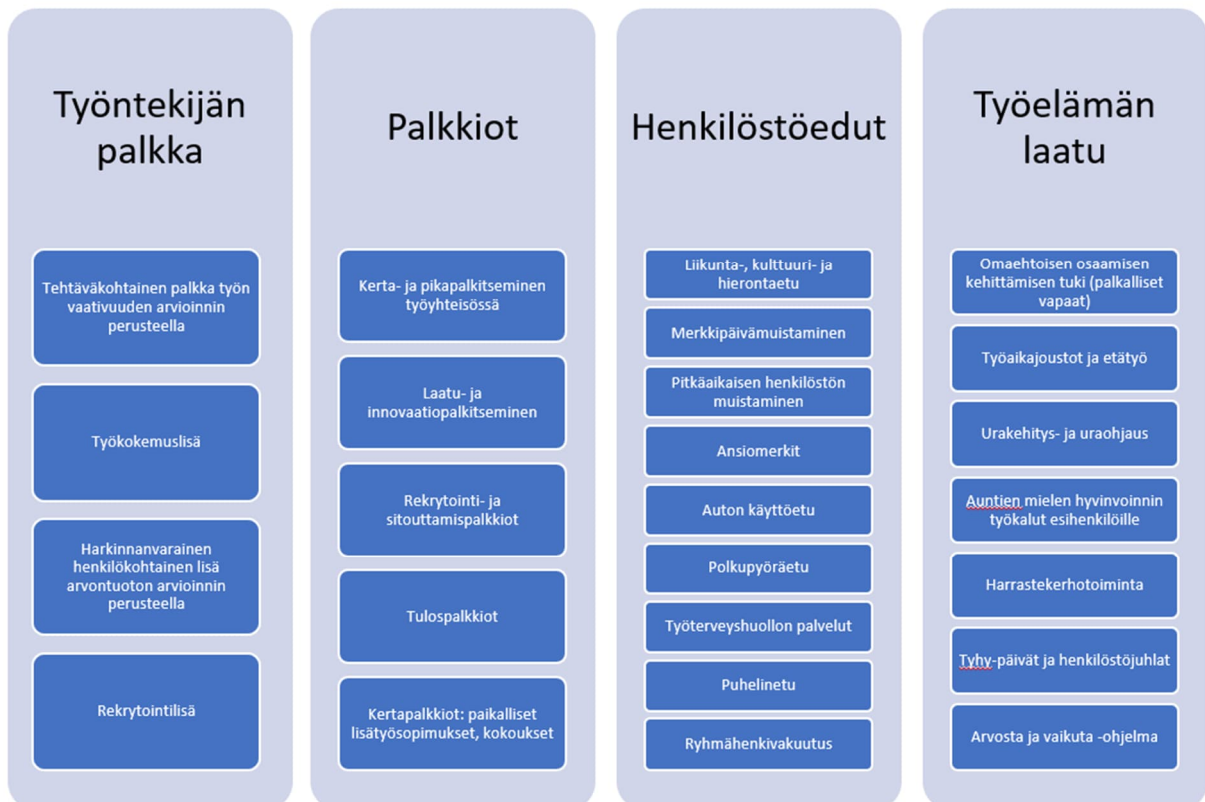 Työntekijän
palkka
Tehtäväkohtainen palkka työn
vaativuuden arvioinnin
perusteella
Työkokemuslisä
Harkinnanvarainen
henkilökohtainen lisä
arvontuoton arvioinnin
perusteella
Rekrytointilisä
Palkkiot
Kerta- ja pikapalkitseminen
työyhteisössä
Laatu- ja
innovaatiopalkitseminen
Rekrytointi- ja
sitouttamispalkkiot
Tulospalkkiot
Kertapalkkiot: paikalliset
lisätyösopimukset, kokoukset
Henkilöstöedut
Liikunta-, kulttuuri- ja
hierontaetu
Merkkipäivämuistaminen
Pitkäaikaisen henkilöstön
muistaminen
Ansiomerkit
Auton käyttöetu
Polkupyöräetu
Työterveyshuollon palvelut
Puhelinetu
Ryhmähenkivakuutus
Työelämän
laatu
Omaehtoisen osaamisen
kehittämisen tuki (palkalliset
vapaat)
Työaikajoustot ja etätyö
Urakehitys- ja uraohjaus
Auntien mielen hyvinvoinnin
työkalut esihenkilöille
Harrastekerhotoiminta
Tyhy-päivät ja henkilöstöjuhlat
Arvosta ja vaikuta -ohjelma